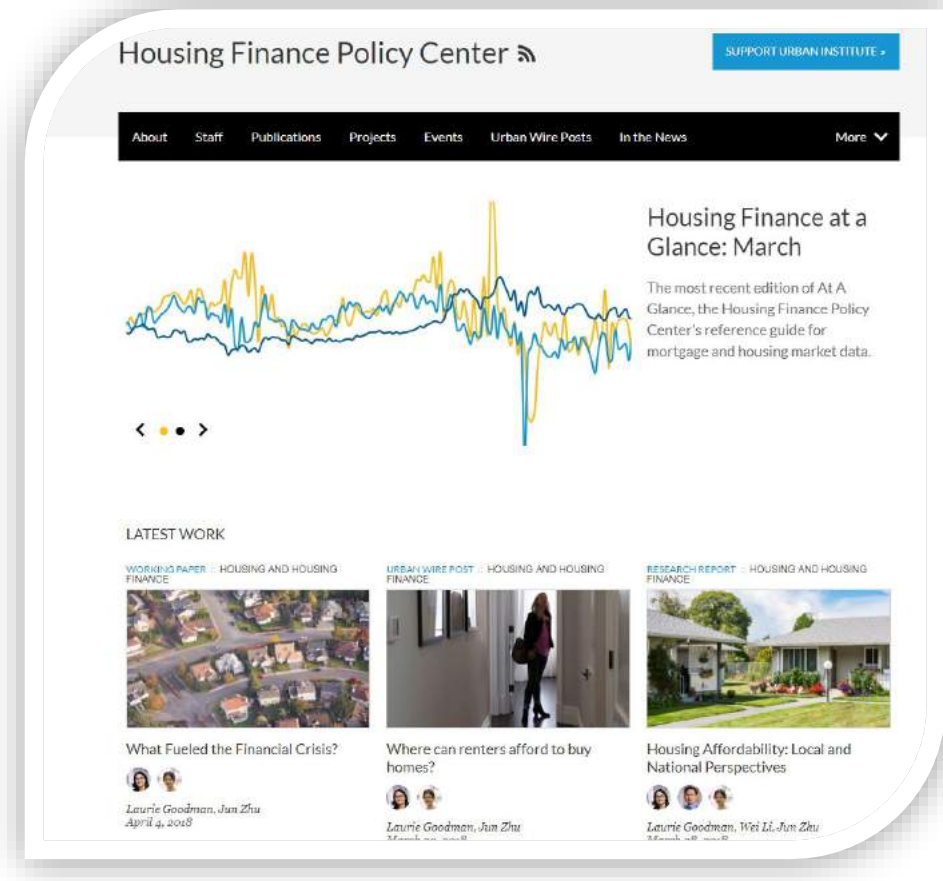 Housing Finance Policy Center
SUPPORT URBAN INSTITUTE »
About Staff Publications Projects Events Urban Wire Posts In the News More
Housing Finance at a
Glance: March
The most recent edition of At A
Glance, the Housing Finance Policy
Center's reference guide for
mortgage and housing market data.
LATEST WORK
WORKING PAPER :: HOUSING AND HOUSING
FINANCE
What Fueled the Financial Crisis?
Laurie Goodman, Jun Zhu
April 4, 2018
URBAN WIRE POST :: HOUSING AND HOUSING
FINANCE
Where can renters afford to buy
homes?
Laurie Goodman, Jun Zhu
RESEARCH REPORT :: HOUSING AND HOUSING
FINANCE
Housing Affordability: Local and
National Perspectives
Laurie Goodman, Wei Li, Jun Zhu